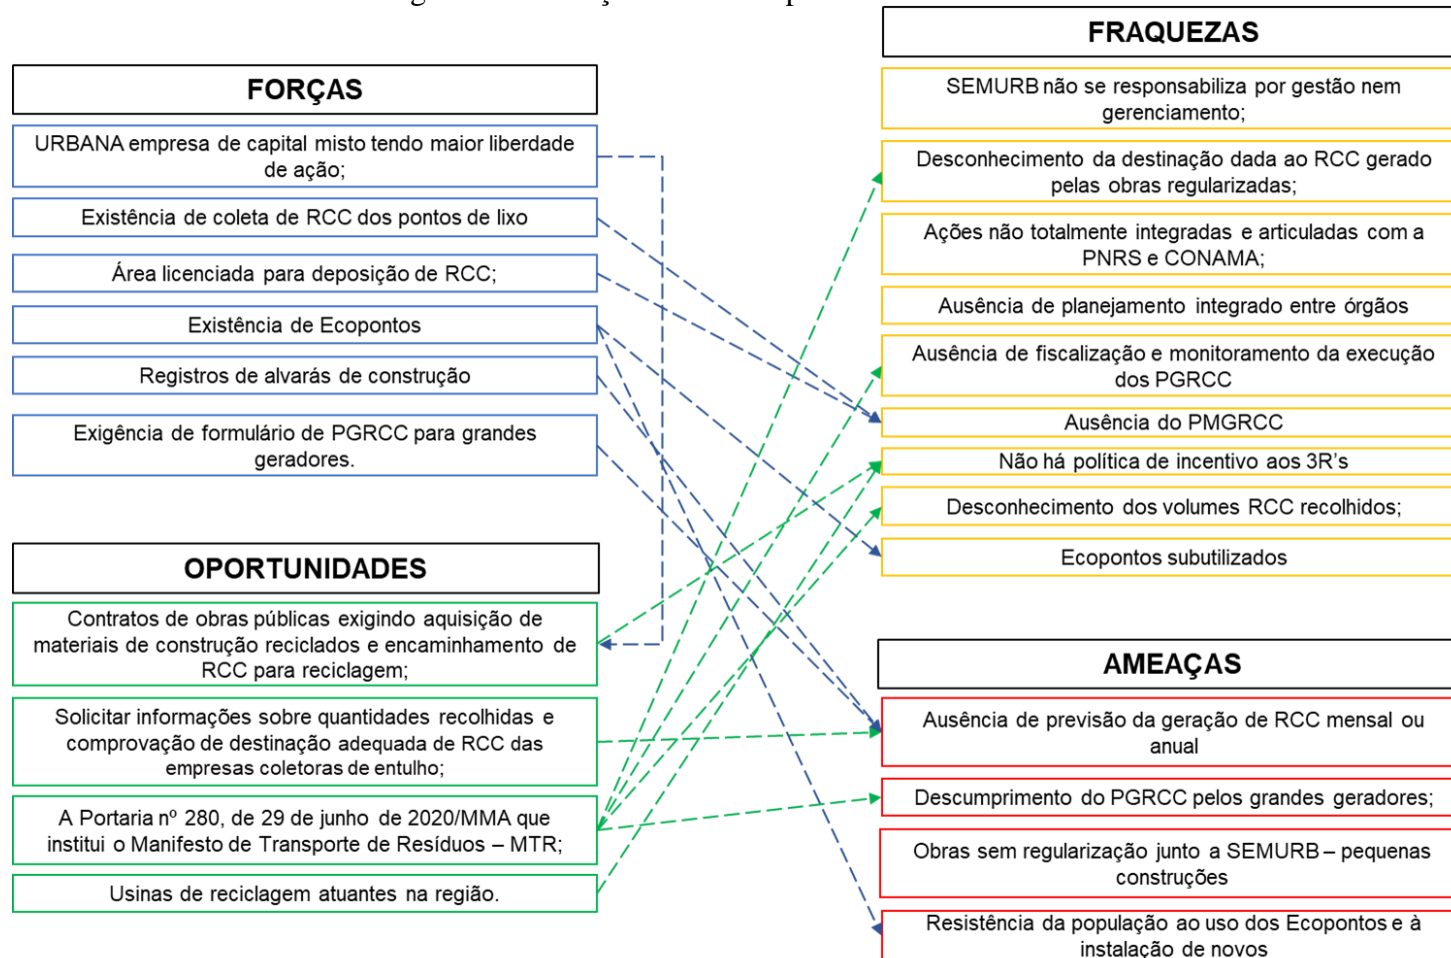 FORÇAS
URBANA empresa de capital misto tendo maior liberdade
de ação;
Existência de coleta de RCC dos pontos de lixo
Área licenciada para deposição de RCC;
Existência de Ecopontos
Registros de alvarás de construção
Exigência de formulário de PGRCC para grandes
geradores.
OPORTUNIDADES
Contratos de obras públicas exigindo aquisição de
materiais de construção reciclados e encaminhamento de
RCC para reciclagem;
Solicitar informações sobre quantidades recolhidas e
comprovação de destinação adequada de RCC das
empresas coletoras de entulho;
A Portaria nº 280, de 29 de junho de 2020/MMA que
institui o Manifesto de Transporte de Resíduos – MTR;
Usinas de reciclagem atuantes na região.
FRAQUEZAS
SEMURB não se responsabiliza por gestão nem
gerenciamento;
Desconhecimento da destinação dada ao RCC gerado
pelas obras regularizadas;
Ações não totalmente integradas e articuladas com a
PNRS e CONAMA;
Ausência de planejamento integrado entre órgãos
Ausência de fiscalização e monitoramento da execução
dos PGRCC
Ausência do PMGRCC
Não há política de incentivo aos 3R's
Desconhecimento dos volumes RCC recolhidos;
Ecopontos subutilizados
AMEAÇAS
Ausência de previsão da geração de RCC mensal ou
anual
Descumprimento do PGRCC pelos grandes geradores;
Obras sem regularização junto a SEMURB – pequenas
construções
Resistência da população ao uso dos Ecopontos e à
instalação de novos